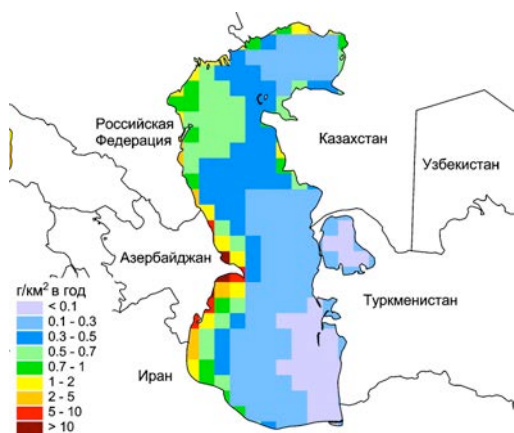 Российская
Федерация
Казахстан
Узбекистан
Азербайджан
Туркменистан
Иран
г/км² в год
< 0.1
0.1 - 0.3
0.3 - 0.5
0.5 - 0.7
0.7 - 1
1 - 2
2 - 5
5 - 10
> 10